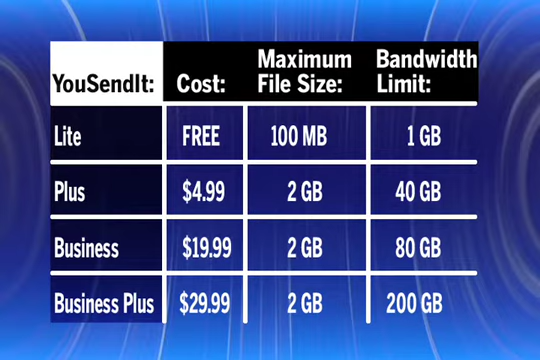 YouSendIt: Cost: Maximum File Size: Bandwidth Limit:
Lite FREE 100 MB 1 GB
Plus $4.99 2 GB 40 GB
Business $19.99 2 GB 80 GB
Business Plus $29.99 2 GB 200 GB